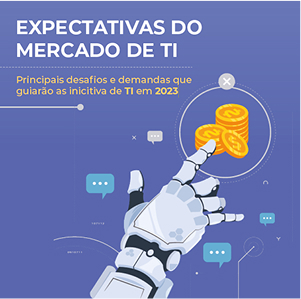 EXPECTATIVAS DO
MERCADO DE TI
Principais desafios e demandas que
guiarão as inicitiva de TI em 2023